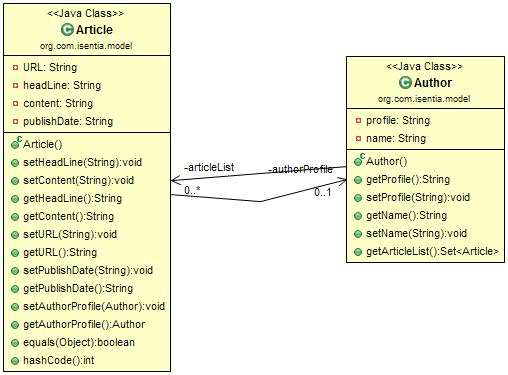 <<Java Class>>
Article
org.com.isentia.model
URL: String
headLine: String
content: String
publishDate: String
Article()
setHeadLine(String):void
setContent(String):void
getHeadLine():String
getContent():String
setURL(String):void
getURL():String
setPublishDate(String):void
getPublishDate():String
setAuthorProfile(Author):void
getAuthorProfile():Author
equals(Object):boolean
hashCode():int
-articleList
0..*
-authorProfile
0..1
<<Java Class>>
Author
org.com.isentia.model
profile: String
name: String
Author()
getProfile():String
setProfile(String):void
getName():String
setName(String):void
getArticleList():Set<Article>